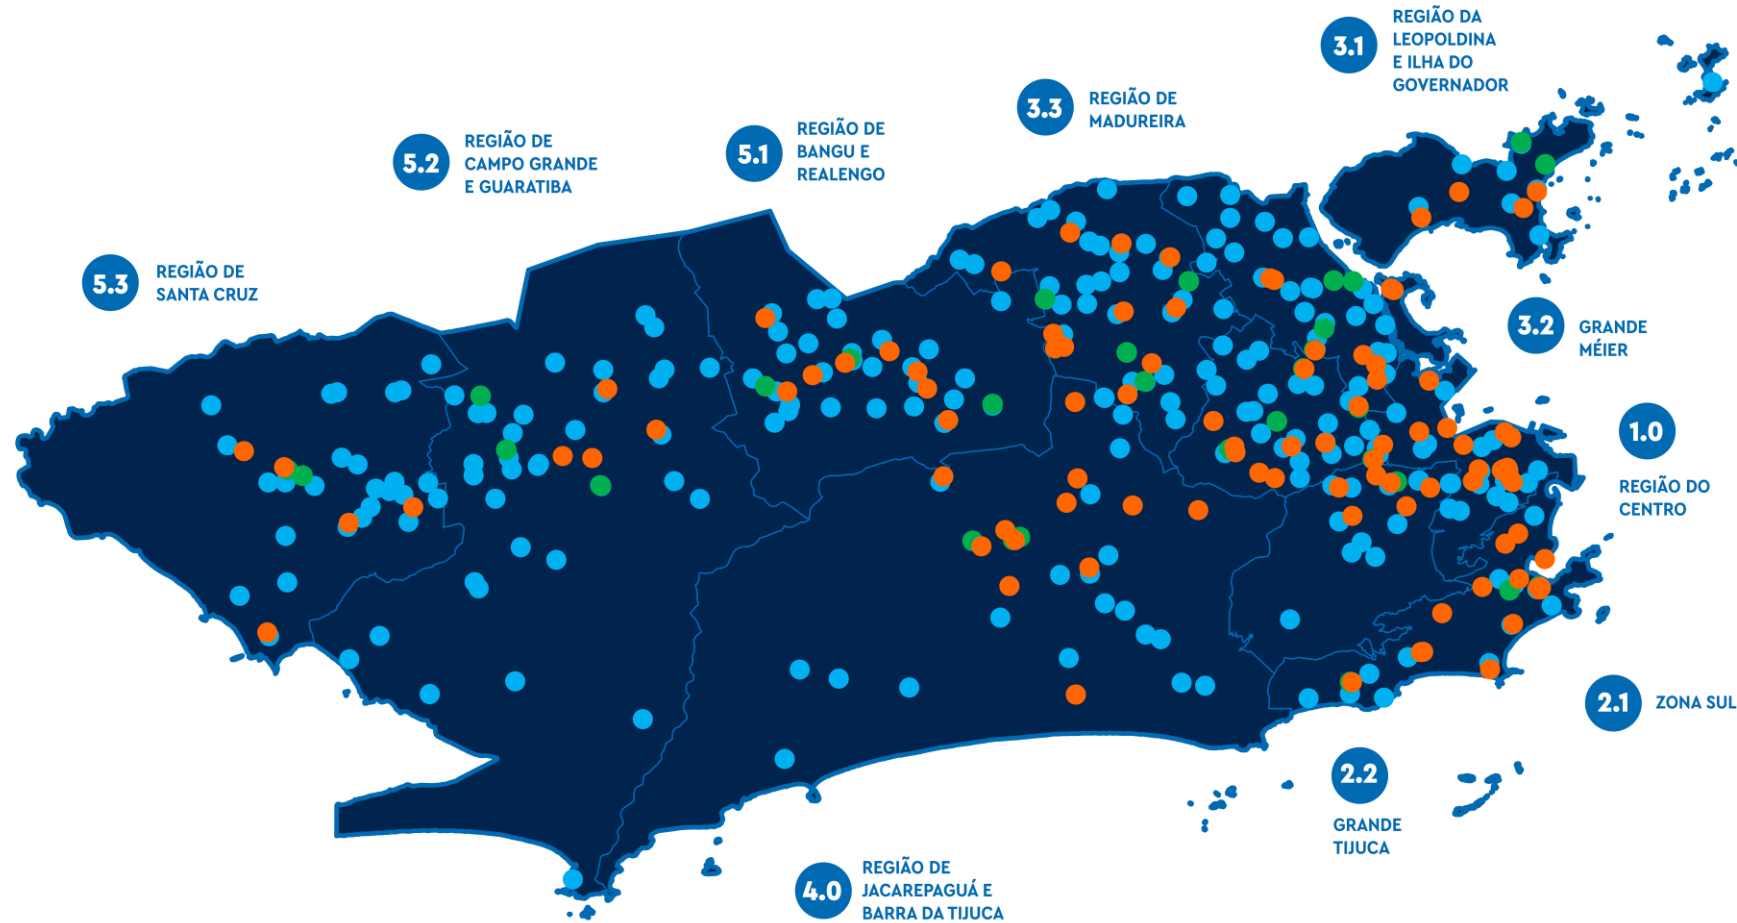 3.1
REGIÃO DA
LEOPOLDINA
E ILHA DO
GOVERNADOR
3.3
REGIÃO DE
MADUREIRA
5.1
REGIÃO DE
BANGU E
REALENGO
5.2
REGIÃO DE
CAMPO GRANDE
E GUARATIBA
5.3
REGIÃO DE
SANTA CRUZ
3.2
GRANDE
MÉIER
1.0
REGIÃO DO
CENTRO
2.1
ZONA SUL
2.2
GRANDE
TIJUCA
4.0
REGIÃO DE
JACAREPAGUÁ E
BARRA DA TIJUCA